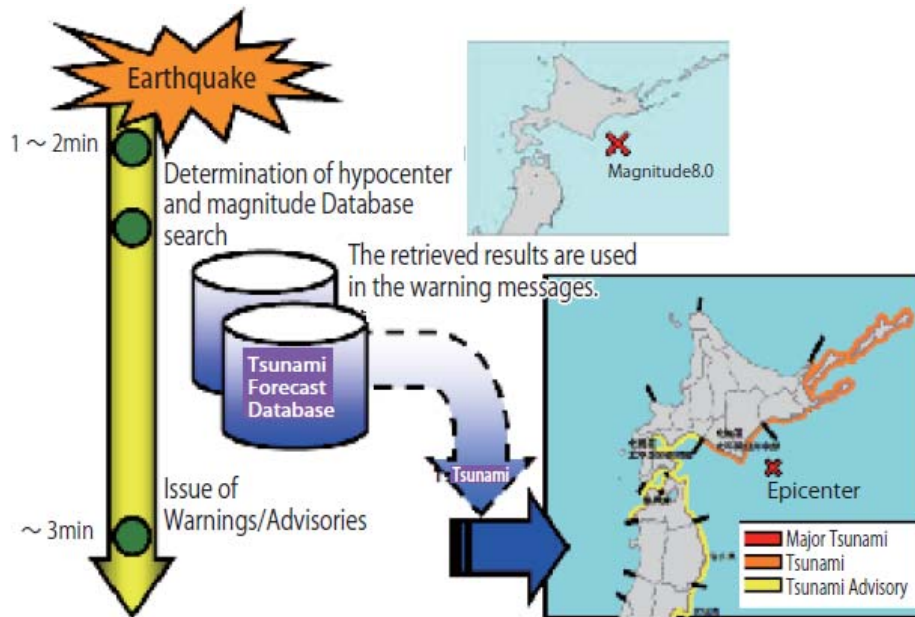 Earthquake
1 ~ 2min
Determination of hypocenter
and magnitude Database
search
Magnitude8.0
The retrieved results are used
in the warning messages.
Tsunami
Forecast
Database
Tsunami
Issue of
Warnings/Advisories
~ 3min
Epicenter
Major Tsunami
Tsunami
Tsunami Advisory